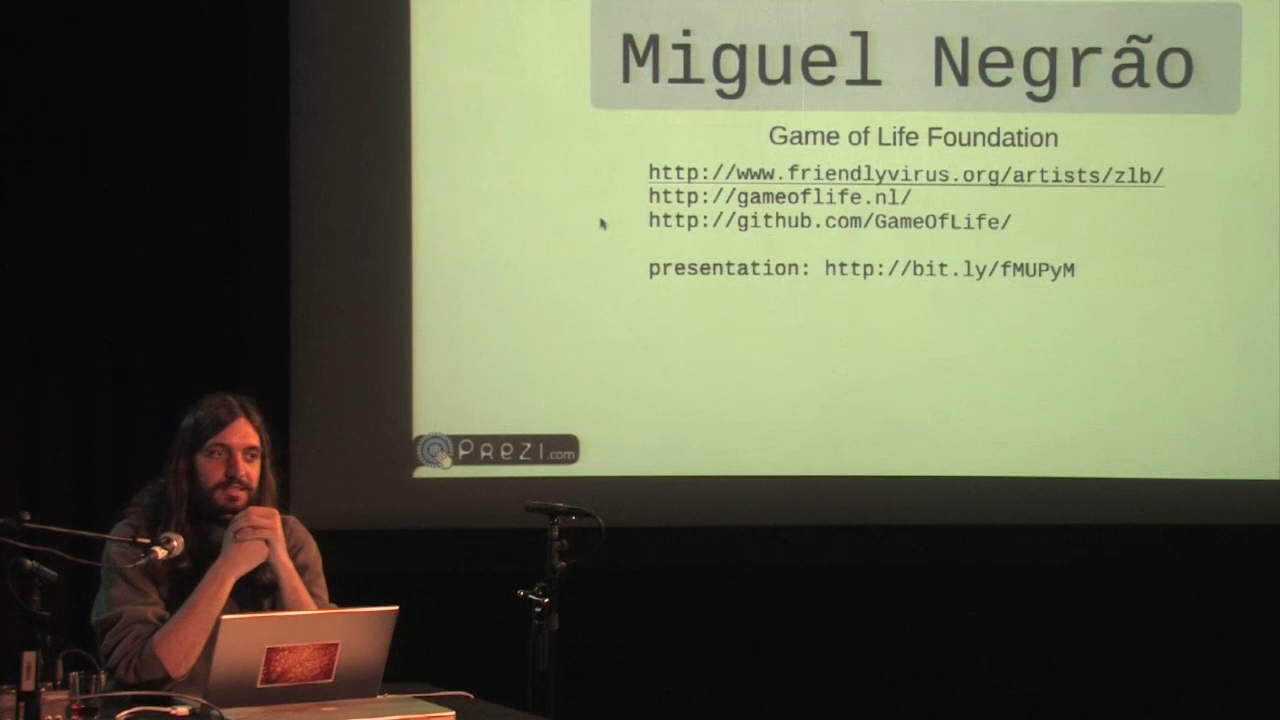 Miguel Negrão
Game of Life Foundation
http://www.friendlyvirus.org/artists/zlb/
http://gameoflife.nl/
http://github.com/GameOfLife/
presentation: http://bit.ly/fMUPyM
PREZI.com